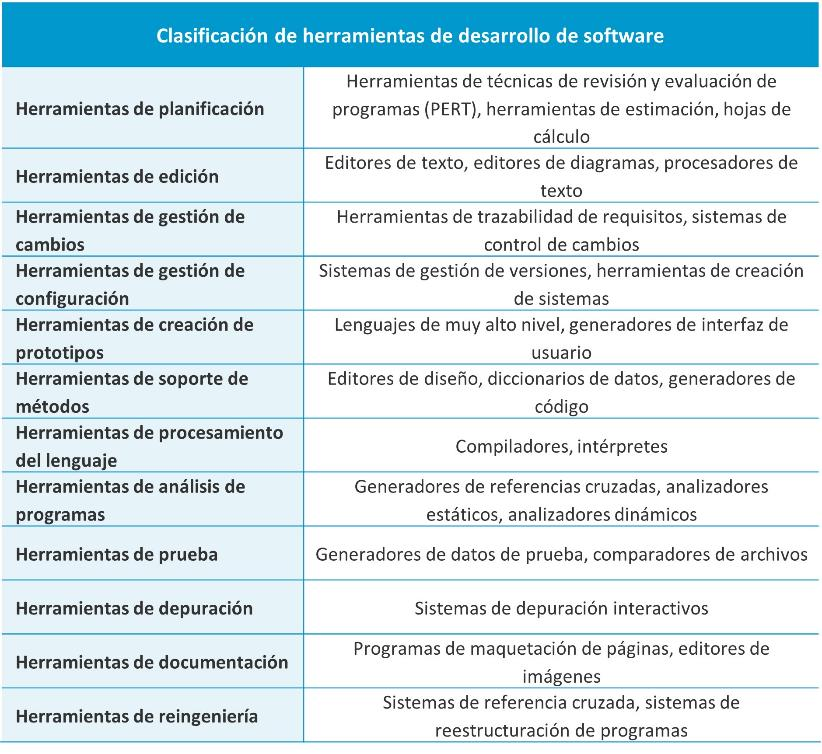 Clasificación de herramientas de desarrollo de software
Herramientas de planificación
Herramientas de técnicas de revisión y evaluación de
programas (PERT), herramientas de estimación, hojas de
cálculo
Herramientas de edición
Editores de texto, editores de diagramas, procesadores de
texto
Herramientas de gestión de
cambios
Herramientas de trazabilidad de requisitos, sistemas de
control de cambios
Herramientas de gestión de
configuración
Sistemas de gestión de versiones, herramientas de creación
de sistemas
Herramientas de creación de
prototipos
Lenguajes de muy alto nivel, generadores de interfaz de
usuario
Herramientas de soporte de
métodos
Editores de diseño, diccionarios de datos, generadores de
código
Herramientas de procesamiento
del lenguaje
Compiladores, intérpretes
Herramientas de análisis de
programas
Generadores de referencias cruzadas, analizadores
estáticos, analizadores dinámicos
Herramientas de prueba
Generadores de datos de prueba, comparadores de archivos
Herramientas de depuración
Sistemas de depuración interactivos
Herramientas de documentación
Programas de maquetación de páginas, editores de
imágenes
Herramientas de reingeniería
Sistemas de referencia cruzada, sistemas de
reestructuración de programas